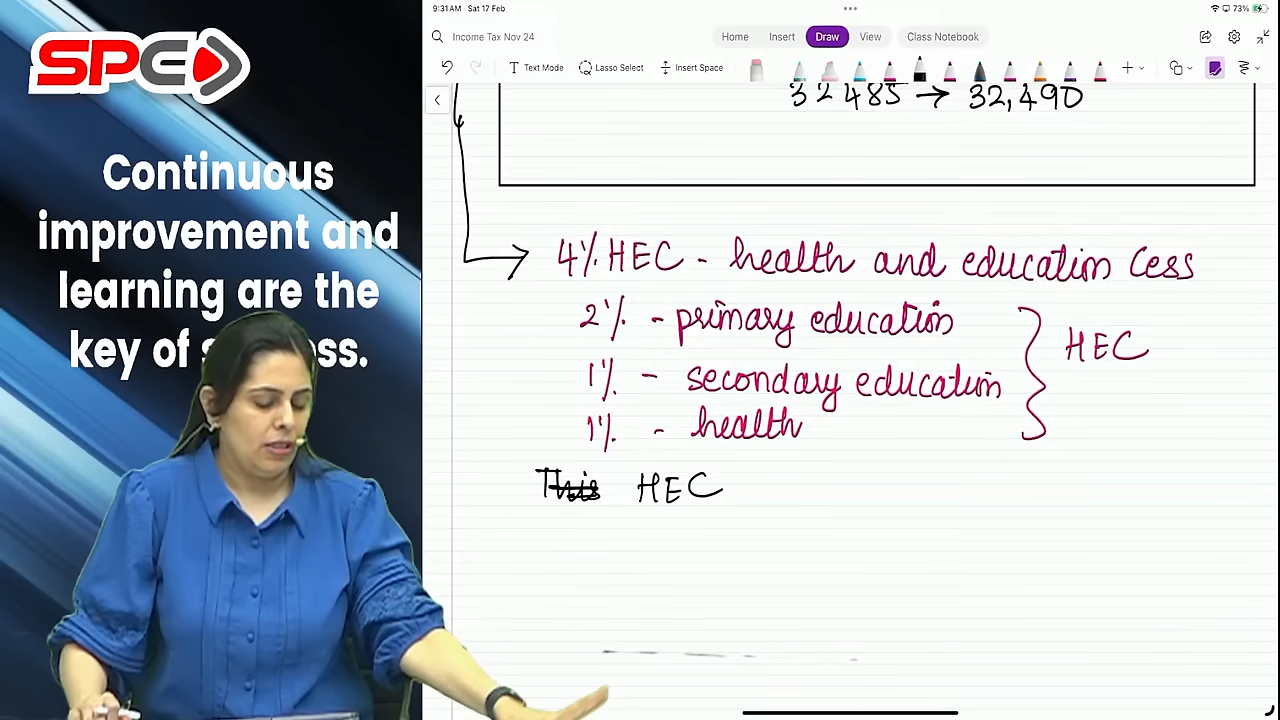 9:31AM Sat 17 Feb
73%
Income Tax Nov 24
Home Insert Draw View Class Notebook
Text Mode Lasso Select Insert Space
SPE
Continuous
improvement and
learning are the
key of s ss.
32485 → 32,490
4% HEC - health and education Cess
2% - primary education
1% - secondary education
HEC
1% - health
This HEC